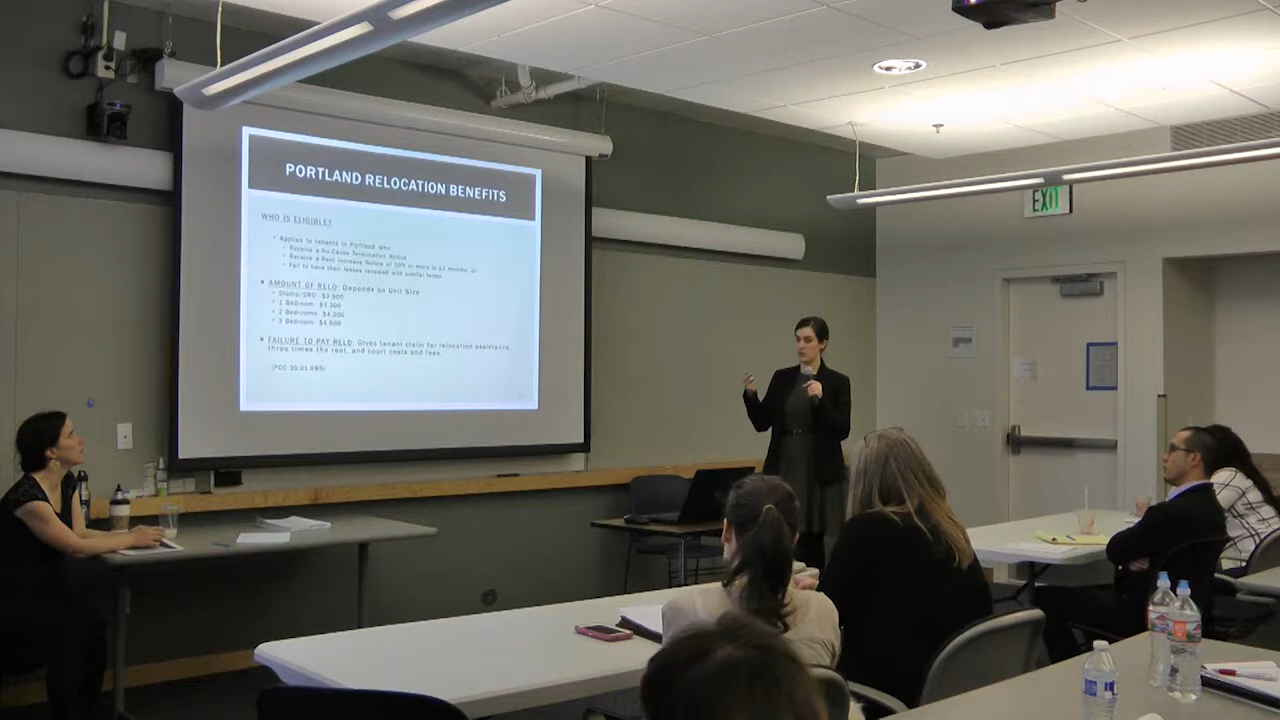 PORTLAND RELOCATION BENEFITS
WHO IS ELIGIBLE?
Applies to tenants in Portland who:
Receive a No-Cause Termination Notice
Receive a Rent Increase Notice of 10% or more in 12 months, or
Fail to have their leases renewed with similar terms
AMOUNT OF RELO: Depends on Unit Size
Studio/SRO: $2,900
1 Bedroom: $3,300
2 Bedrooms: $4,200
3 Bedroom: $4,500
FAILURE TO PAY RELO: Gives tenant claim for relocation assistance,
three times the rent, and court costs and fees.
(PCC 30.01.085)
EXIT